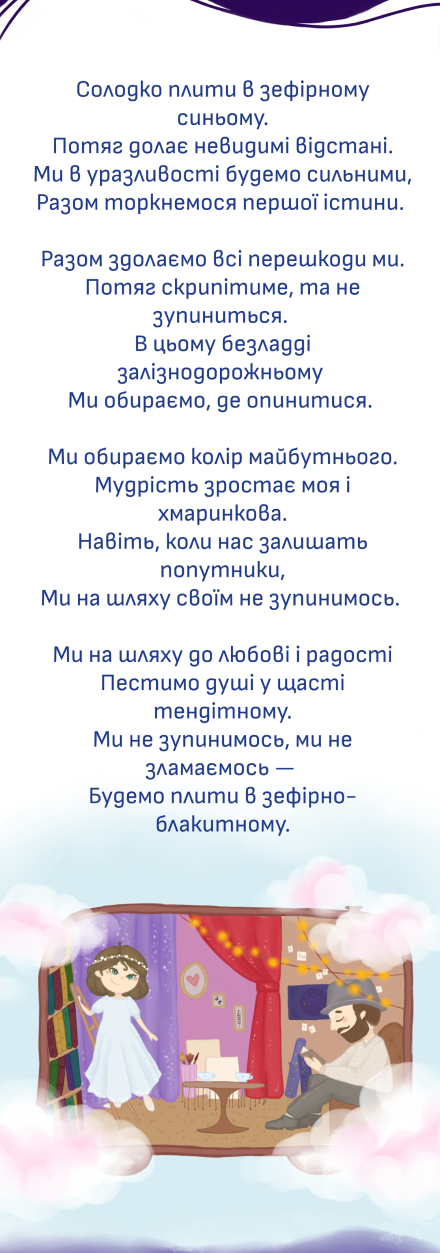 Солодко плити в зефірному
синьому.
Потяг долає невидимі відстані.
Ми в уразливості будемо сильними,
Разом торкнемося першої істини.
Разом здолаємо всі перешкоди ми.
Потяг скрипітиме, та не
зупиниться.
В цьому безладді
залізнодорожньому
Ми обираємо, де опинитися.
Ми обираємо колір майбутнього.
Мудрість зростає моя і
хмаринкова.
Навіть, коли нас залишать
попутники,
Ми на шляху своїм не зупинимось.
Ми на шляху до любові і радості
Пестимо душі у щасті
тендітному.
Ми не зупинимось, ми не
зламаємось —
Будемо плити в зефірно-
блакитному.